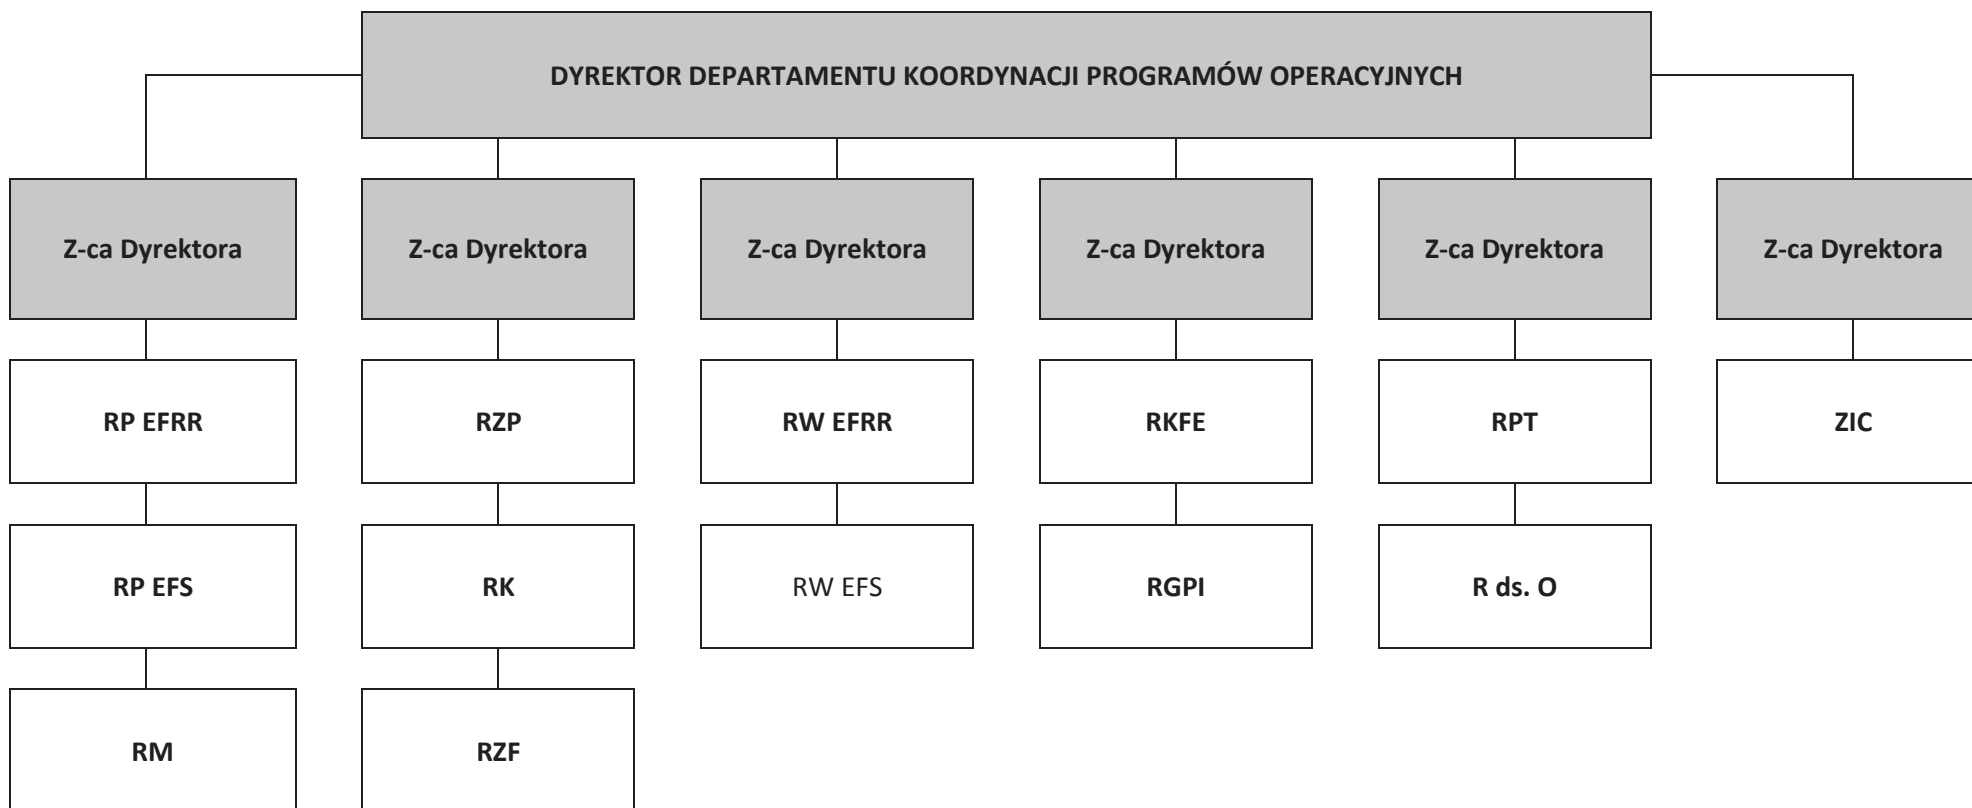 DYREKTOR DEPARTAMENTU KOORDYNACJI PROGRAMÓW OPERACYJNYCH
Z-ca Dyrektora
Z-ca Dyrektora
Z-ca Dyrektora
Z-ca Dyrektora
Z-ca Dyrektora
Z-ca Dyrektora
RP EFRR
RZP
RW EFRR
RKFE
RPT
ZIC
RP EFS
RK
RW EFS
RGPI
R ds. O
RM
RZF